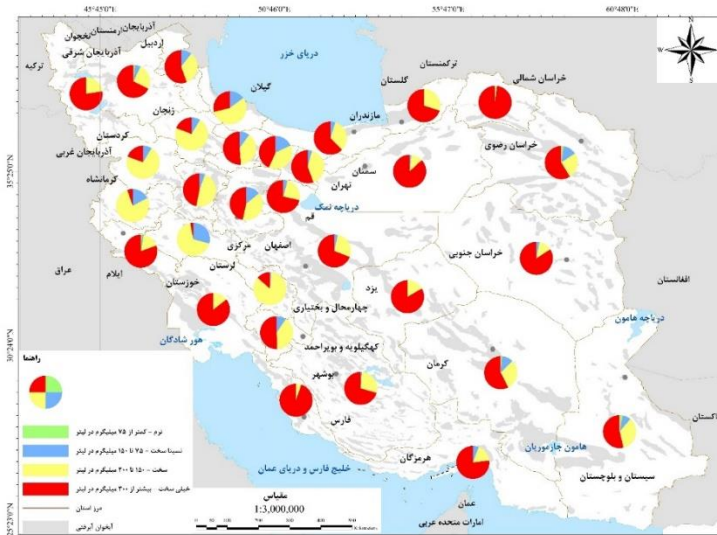 45°45'0"E
50°46'0"E
55°47'0"E
60°48'0"E
35°25'0"N
30°24'0"N
25°23'0"N
N
W
E
S
نخجوان
ارمنستان
آذربایجان
ترکیه
آذربایجان شرقی
اردبیل
دریای خزر
ترکمنستان
گیلان
گلستان
خراسان شمالی
زنجان
مازندران
کردستان
خراسان رضوی
آذربایجان غربی
تهران
سمنان
کرمانشاه
قم
دریاچه نمک
مرکزی
اصفهان
خراسان جنوبی
عراق
ایلام
لرستان
افغانستان
خوزستان
یزد
چهارمحال و بختیاری
دریاچه هامون
هور شادگان
کهگیلویه و بویراحمد
کرمان
بوشهر
فارس
پاکستان
هامون جازموریان
هرمزگان
سیستان و بلوچستان
خلیج فارس و دریای عمان
عمان
امارات متحده عربی
راهنما
نرم - کمتر از ۷۵ میلیگرم در لیتر
نسبتا سخت - ۷۵ تا ۱۵۰ میلیگرم در لیتر
سخت - ۱۵۰ تا ۳۰۰ میلیگرم در لیتر
خیلی سخت - بیشتر از ۳۰۰ میلیگرم در لیتر
مرز استان
آبخوان آبرفتی
مقیاس
1:3,000,000